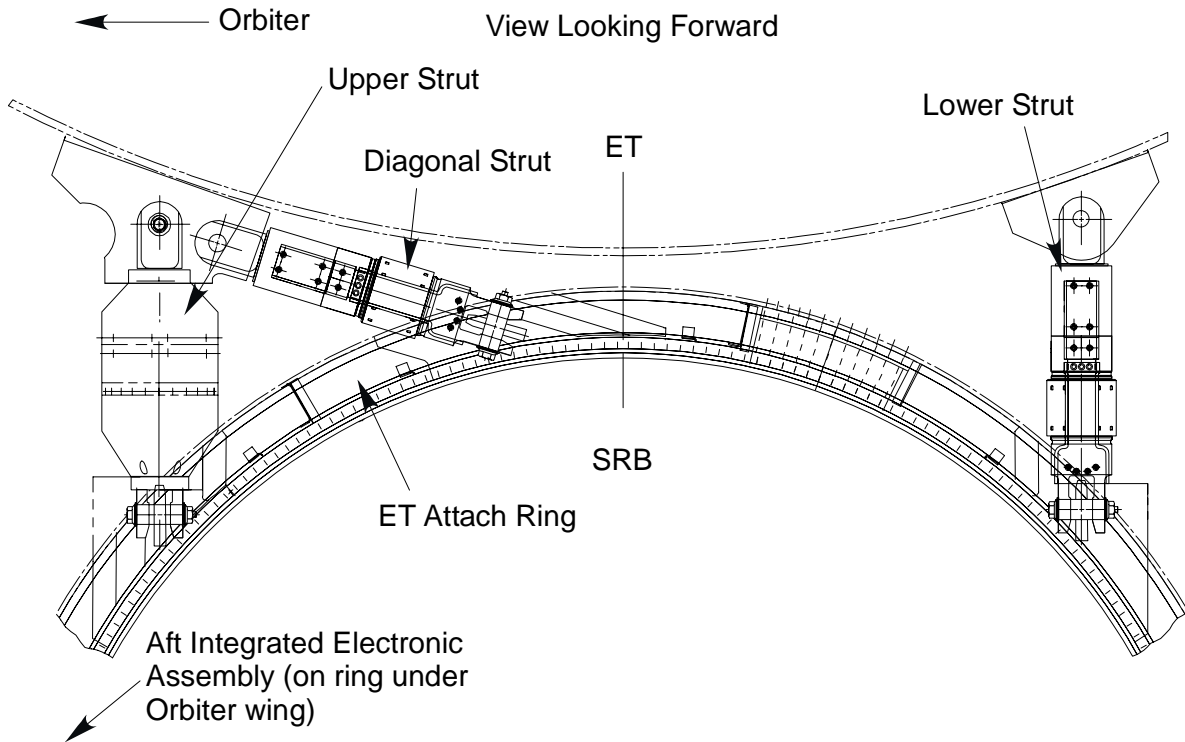 Orbiter
View Looking Forward
Upper Strut
Lower Strut
Diagonal Strut
ET
SRB
ET Attach Ring
Aft Integrated Electronic
Assembly (on ring under
Orbiter wing)